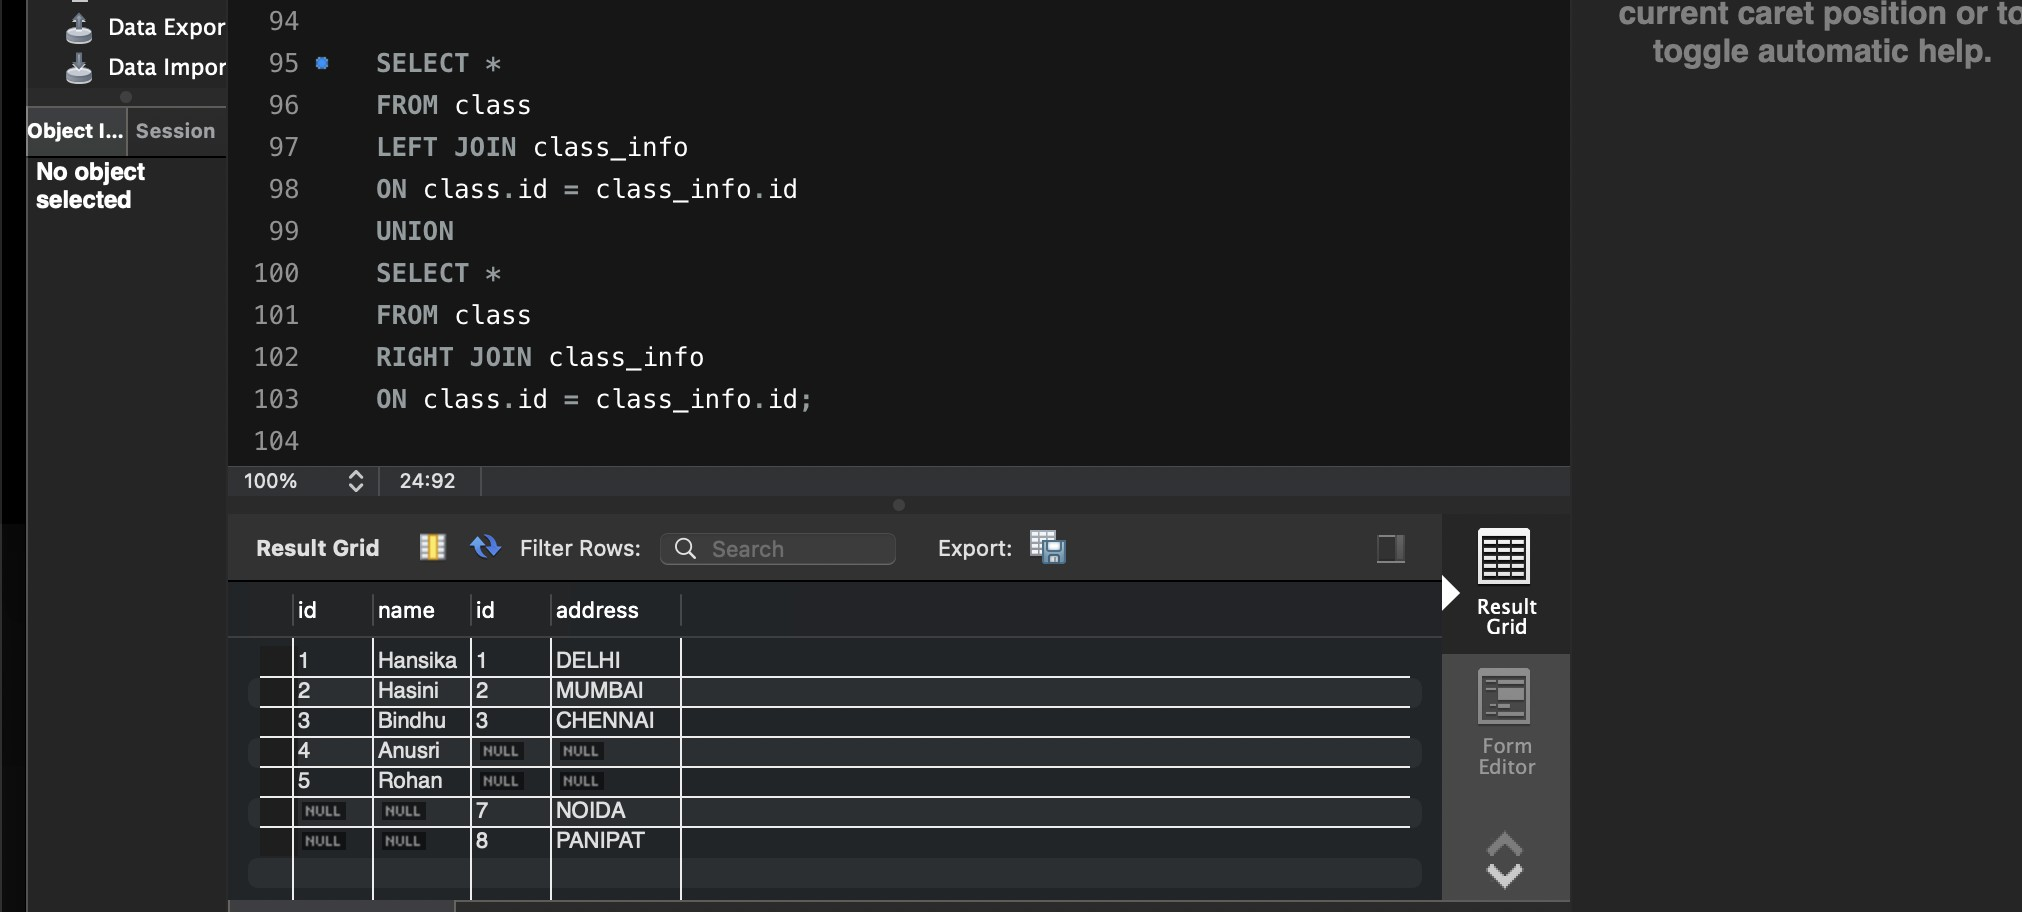 Data Expor
Data Impor
Object I... Session
No object
selected
94
95 SELECT *
96 FROM class
97 LEFT JOIN class_info
98 ON class.id = class_info.id
99 UNION
100 SELECT *
101 FROM class
102 RIGHT JOIN class_info
103 ON class.id = class_info.id;
104
100% 24:92
current caret position or to
toggle automatic help.
Result Grid Filter Rows: Search Export:
id name id address
1 Hansika 1 DELHI
2 Hasini 2 MUMBAI
3 Bindhu 3 CHENNAI
4 Anusri NULL NULL
5 Rohan NULL NULL
NULL NULL 7 NOIDA
NULL NULL 8 PANIPAT
Result
Grid
Form
Editor